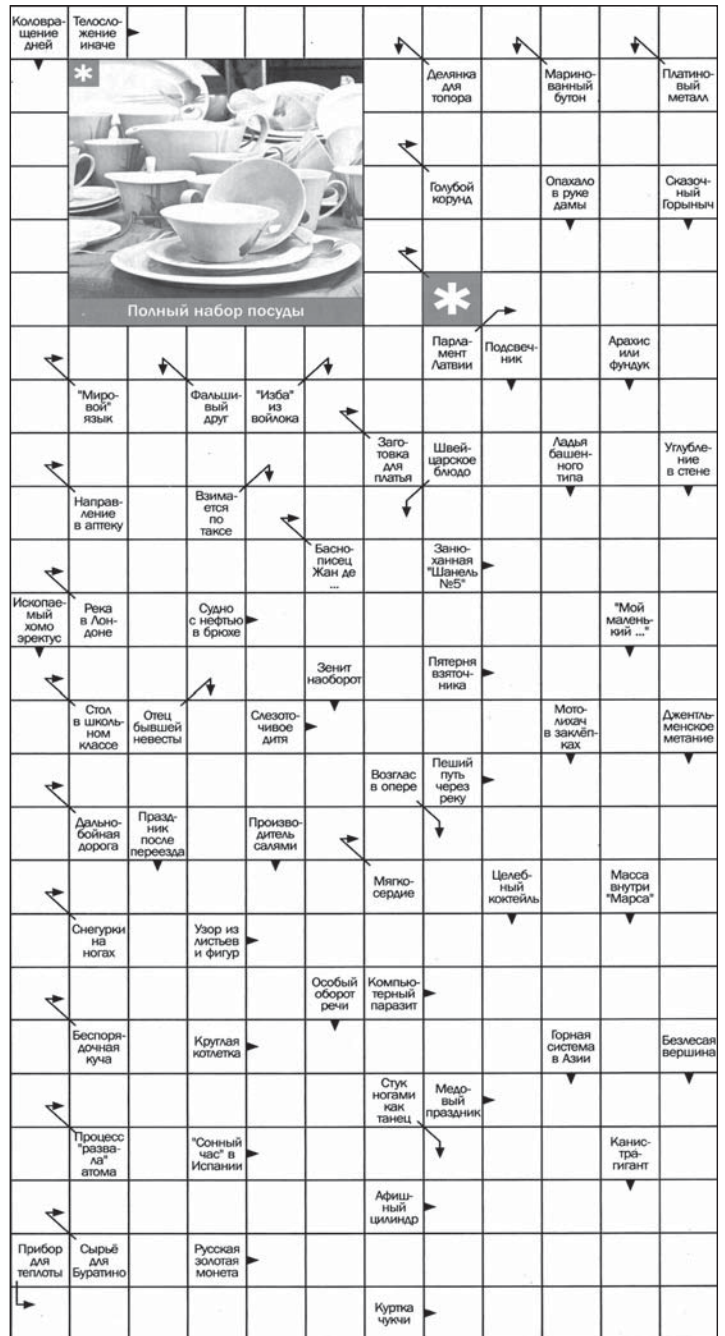 Коловра-
щение
дней
Телосло-
жение
иначе
Делянка
для
топора
Марино-
ванный
бутон
Платино-
вый
металл
Голубой
корунд
Опахало
в руке
дамы
Сказоч-
ный
Горыныч
Полный набор посуды
Парла-
мент
Латвии
Подсвеч-
ник
Арахис
или
фундук
"Миро-
вой"
язык
Фальши-
вый
друг
"Изба"
из
войлока
Заго-
товка
для
платья
Швей-
царское
блюдо
Ладья
башен-
ного
типа
Углубле-
ние
в стене
Направ-
ление
в аптеку
Взима-
ется
по
таксе
Басно-
писец
Жан де
...
Заню-
ханная
"Шанель
№5"
Ископае-
мый
хомо
эректус
Река
в Лон-
доне
Судно
с нефтью
в брюхе
"Мой
малень-
кий ..."
Зенит
наоборот
Пятерня
взяточ-
ника
Стол
в школь-
ном
классе
Отец
бывшей
невесты
Слезото-
чивое
дитя
Мото-
лихач
в заклёп-
ках
Джентль-
менское
метание
Возглас
в опере
Пеший
путь
через
реку
Дально-
бойная
дорога
Празд-
ник
после
переезда
Произво-
дитель
салями
Мягко-
сердие
Целеб-
ный
коктейль
Масса
внутри
"Марса"
Снегурки
на
ногах
Узор из
листьев
и фигур
Особый
оборот
речи
Компью-
терный
паразит
Беспоря-
дочная
куча
Круглая
котлетка
Горная
система
в Азии
Безлесая
вершина
Стук
ногами
как
танец
Медо-
вый
праздник
Процесс
"разва-
ла"
атома
"Сонный
час" в
Испании
Канис-
тра-
гигант
Афиш-
ный
цилиндр
Прибор
для
теплоты
Сырьё
для
Буратино
Русская
золотая
монета
Куртка
чукчи